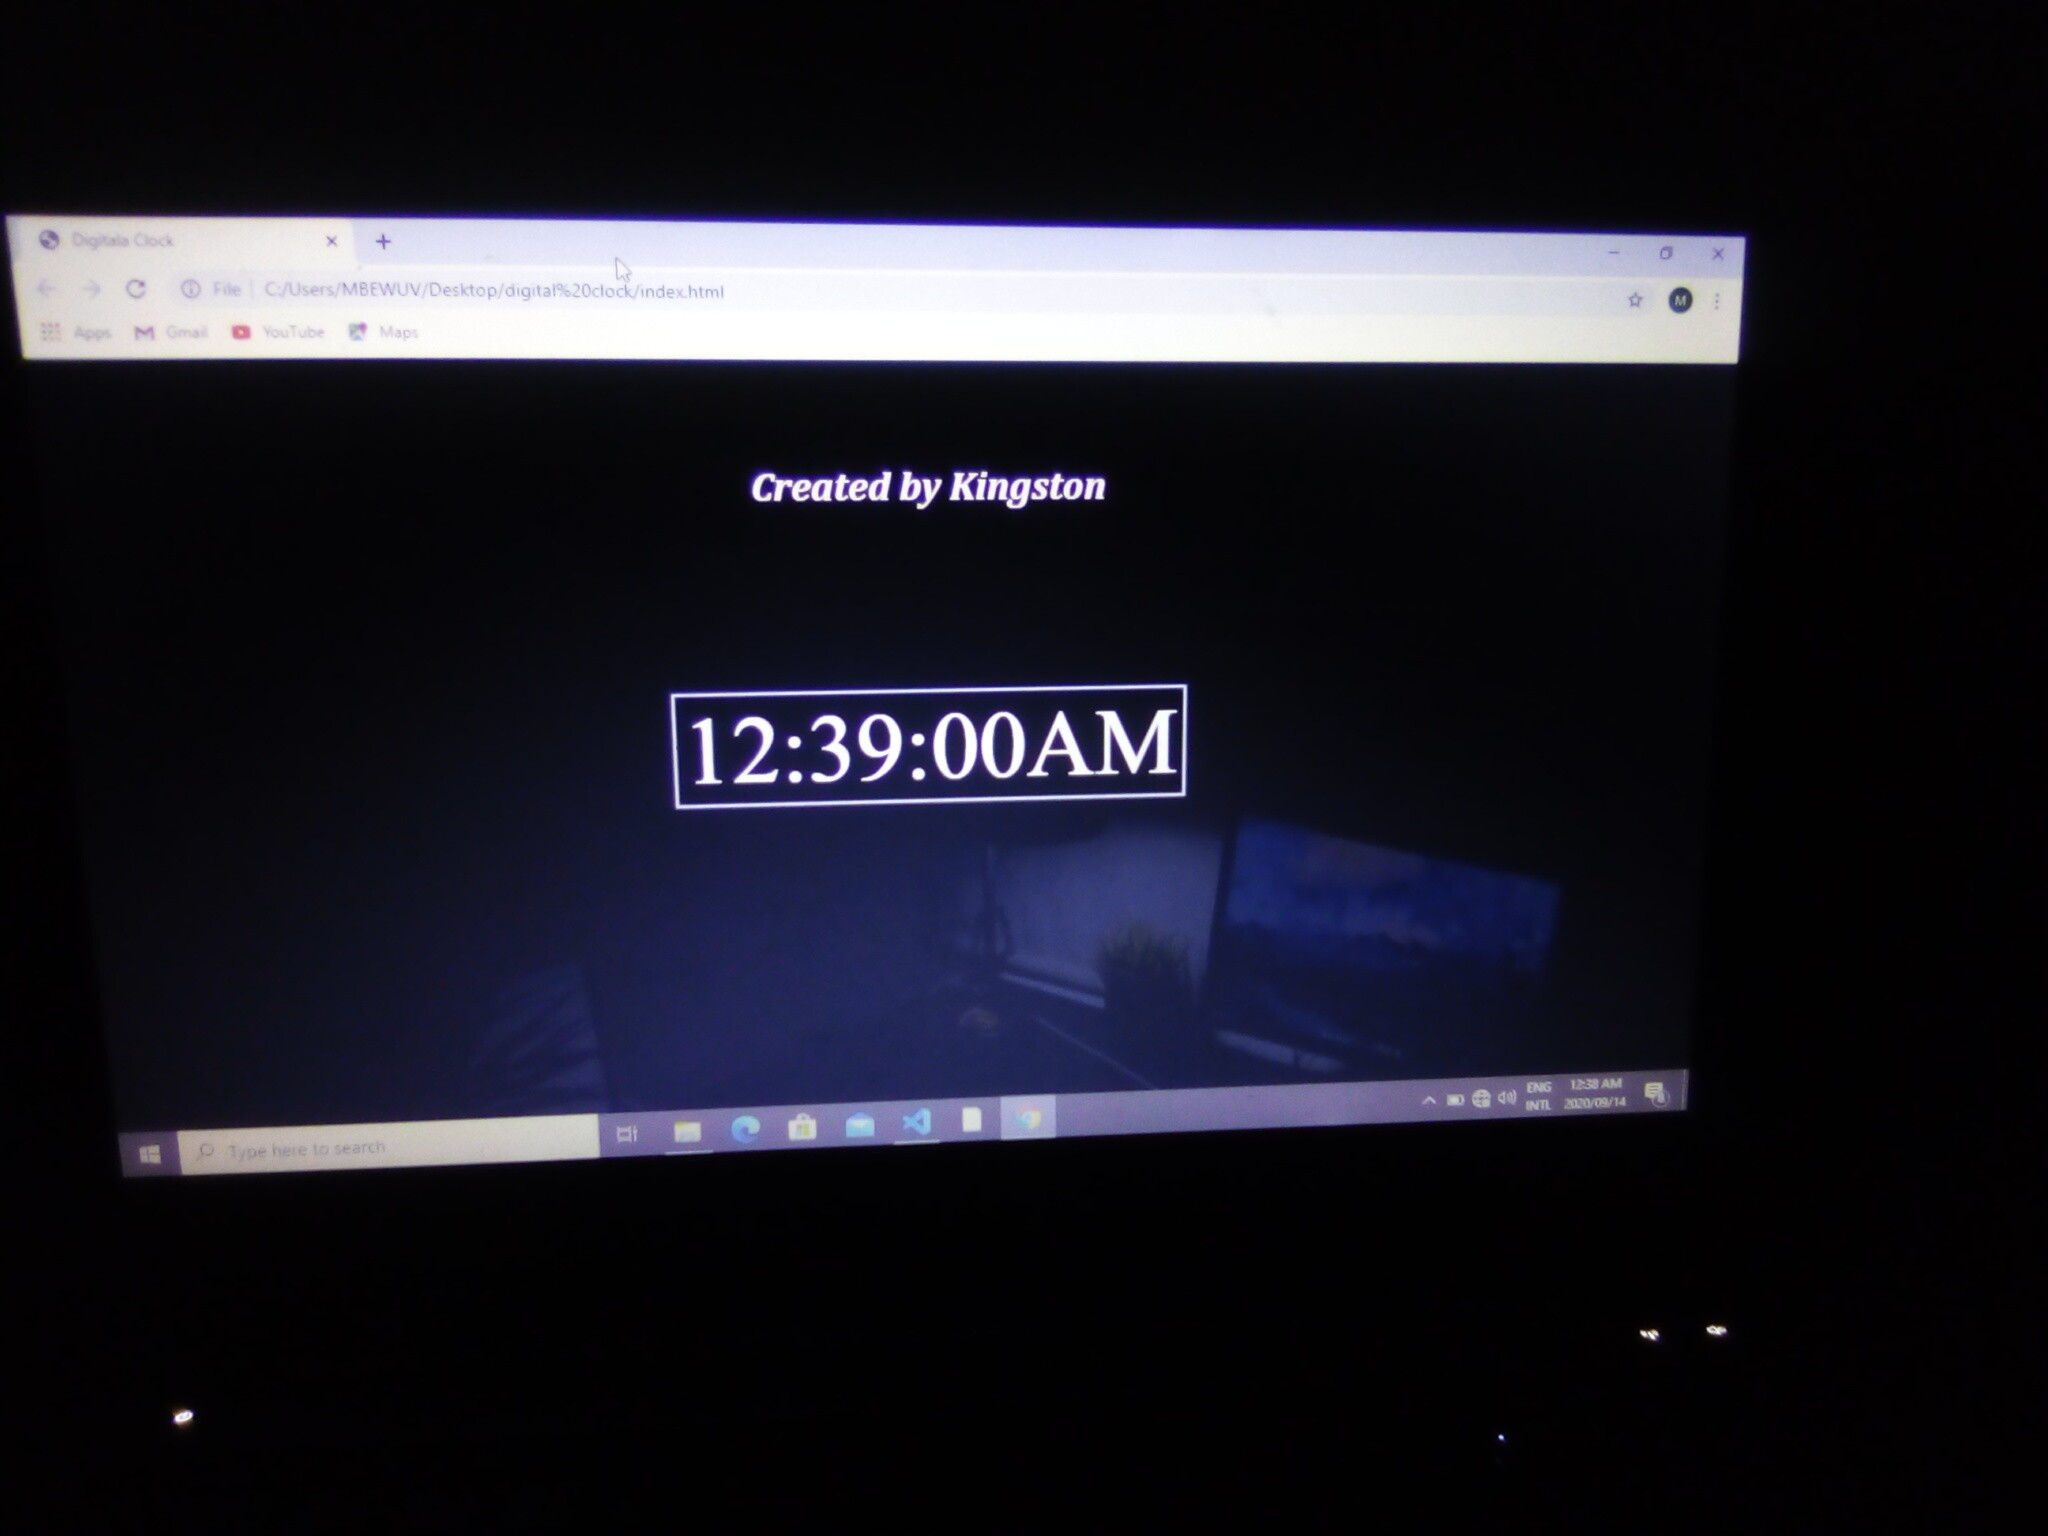 Digitala Clock
File C:/Users/MBEWUV/Desktop/digital%20clock/index.html
M
Apps Gmail YouTube Maps
Created by Kingston
12:39:00AM
Type here to search
ENG 12:38 AM
INTL 2020/09/14